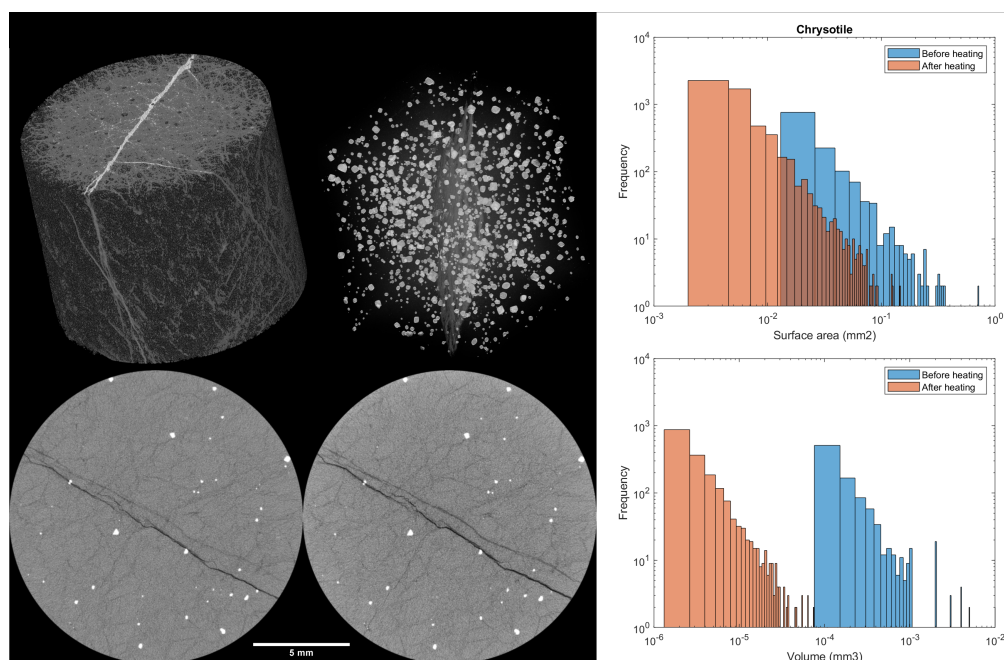 5 mm
Chrysotile
Before heating
After heating
Frequency
10^4
10^3
10^2
10^1
10^0
10^-3
10^-2
10^-1
10^0
Surface area (mm2)
Before heating
After heating
Frequency
10^4
10^3
10^2
10^1
10^0
10^-6
10^-5
10^-4
10^-3
10^-2
Volume (mm3)